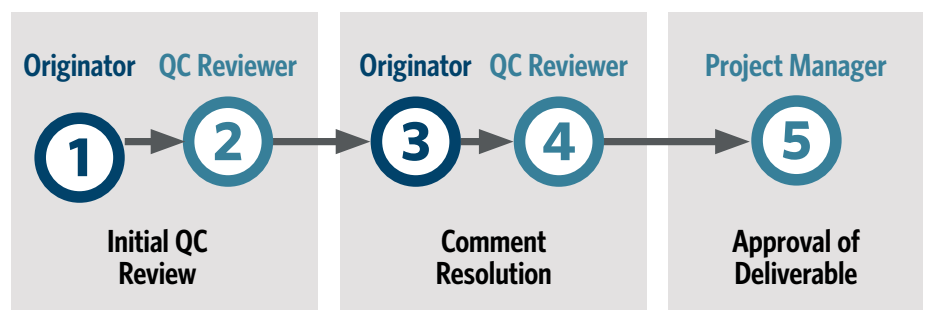 Originator QC Reviewer
1 2
Initial QC
Review
Originator QC Reviewer
3 4
Comment
Resolution
Project Manager
5
Approval of
Deliverable